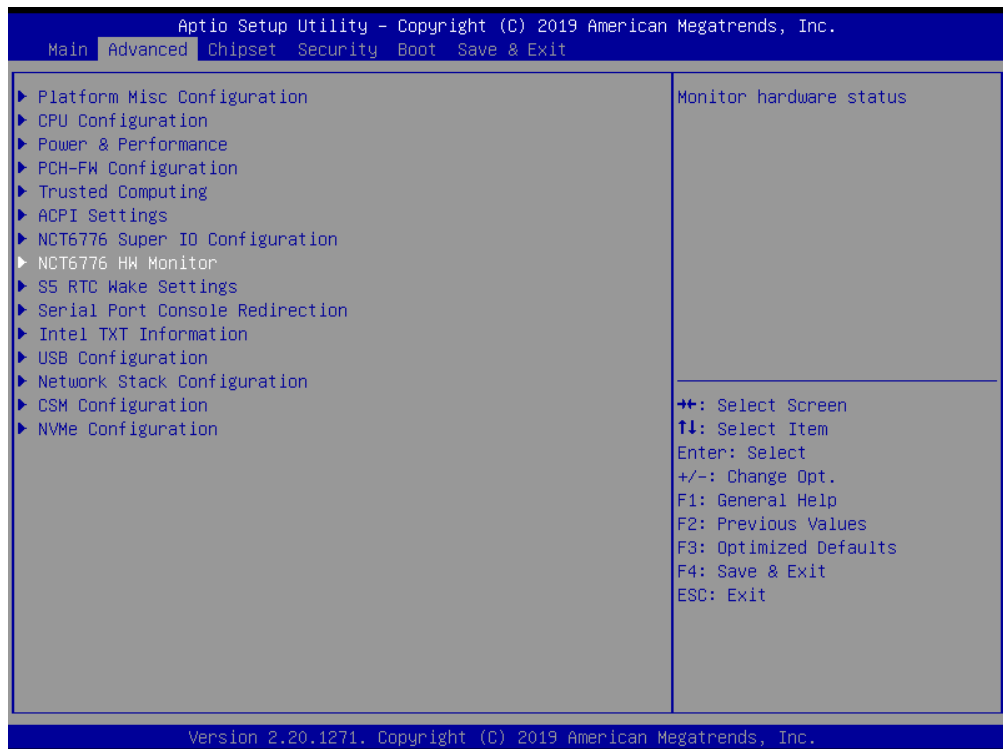 Aptio Setup Utility – Copyright (C) 2019 American Megatrends, Inc.
Main Advanced Chipset Security Boot Save & Exit
▶ Platform Misc Configuration
▶ CPU Configuration
▶ Power & Performance
▶ PCH-FW Configuration
▶ Trusted Computing
▶ ACPI Settings
▶ NCT6776 Super IO Configuration
▶ NCT6776 HW Monitor
▶ S5 RTC Wake Settings
▶ Serial Port Console Redirection
▶ Intel TXT Information
▶ USB Configuration
▶ Network Stack Configuration
▶ CSM Configuration
▶ NVMe Configuration
Monitor hardware status
→←: Select Screen
↑↓: Select Item
Enter: Select
+/-: Change Opt.
F1: General Help
F2: Previous Values
F3: Optimized Defaults
F4: Save & Exit
ESC: Exit
Version 2.20.1271. Copyright (C) 2019 American Megatrends, Inc.